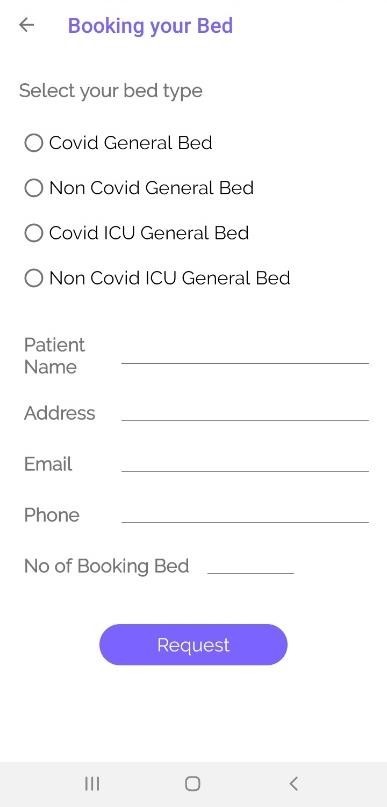 Booking your Bed
Select your bed type
Covid General Bed
Non Covid General Bed
Covid ICU General Bed
Non Covid ICU General Bed
Patient
Name
Address
Email
Phone
No of Booking Bed
Request